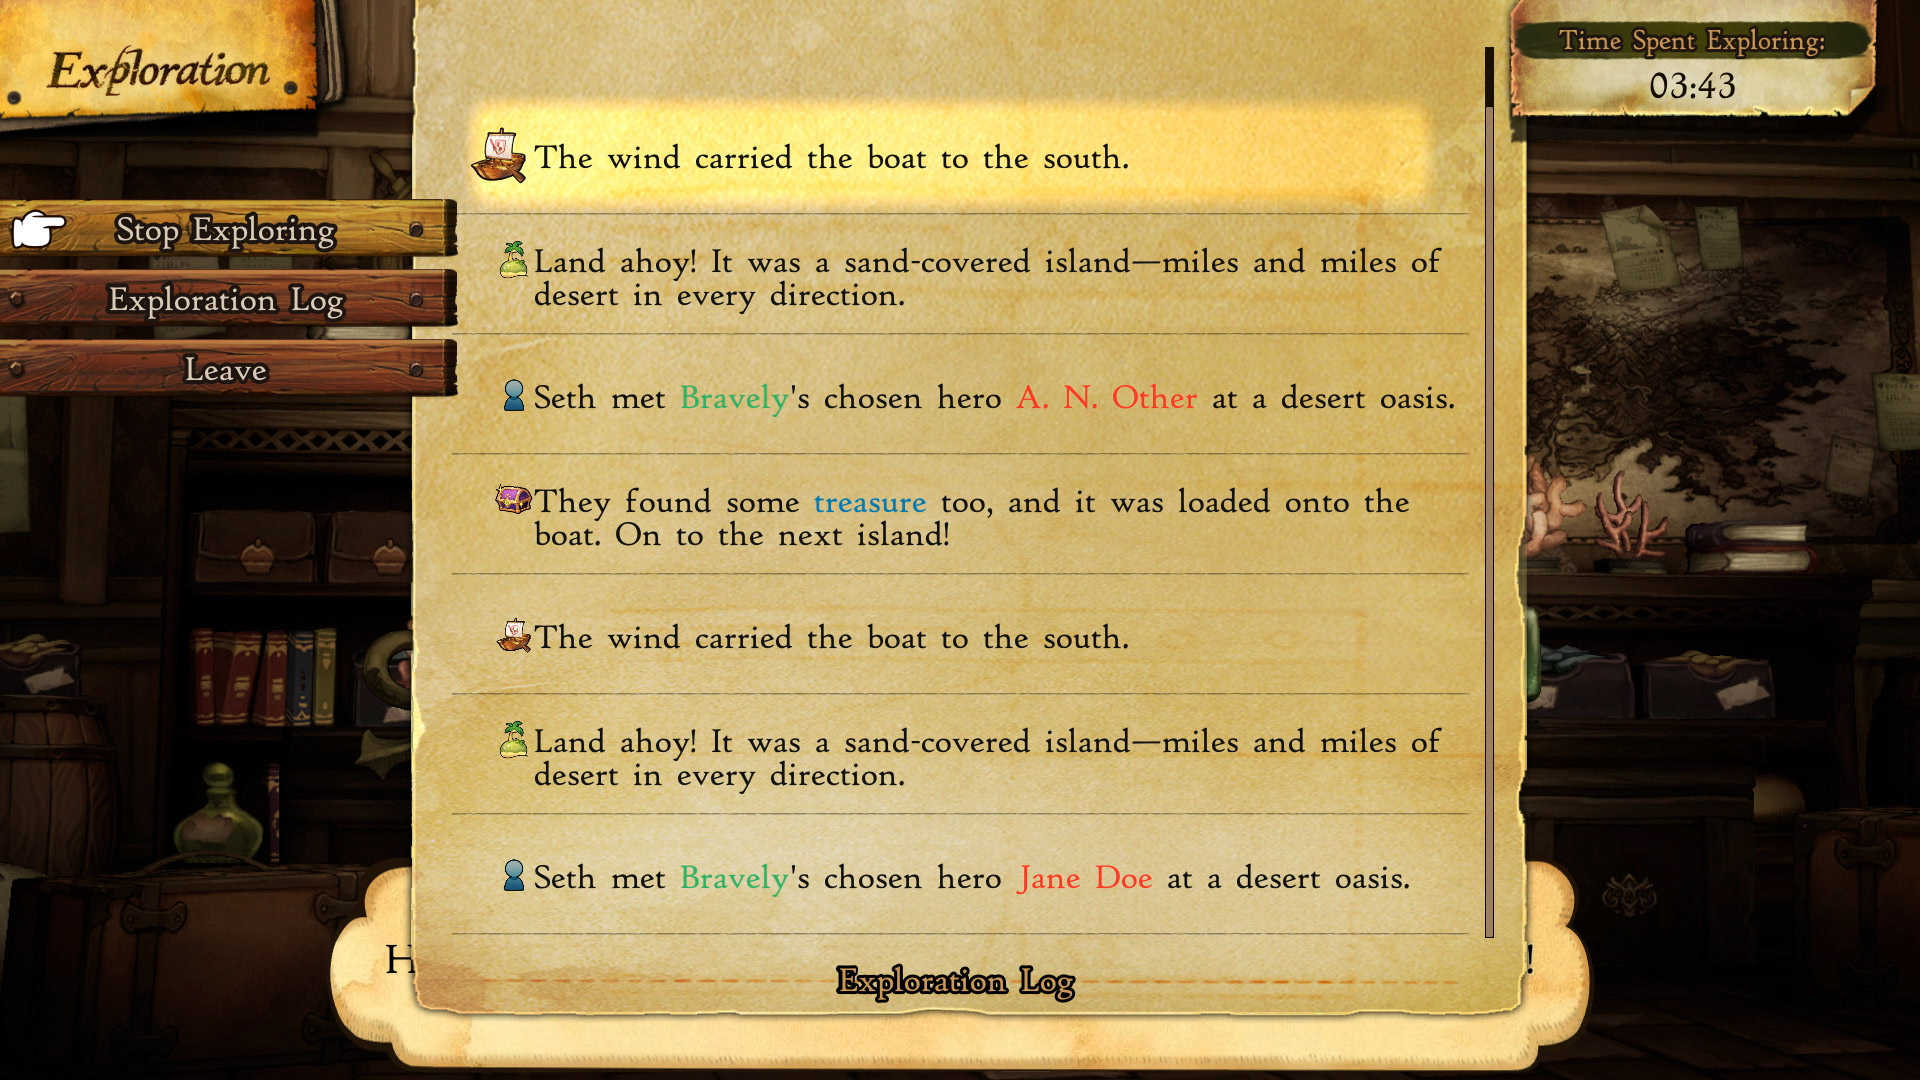 Exploration
Time Spent Exploring:
03:43
Stop Exploring
Exploration Log
Leave
The wind carried the boat to the south.
Land ahoy! It was a sand-covered island—miles and miles of
desert in every direction.
Seth met Bravely's chosen hero A. N. Other at a desert oasis.
They found some treasure too, and it was loaded onto the
boat. On to the next island!
The wind carried the boat to the south.
Land ahoy! It was a sand-covered island—miles and miles of
desert in every direction.
Seth met Bravely's chosen hero Jane Doe at a desert oasis.
Exploration Log